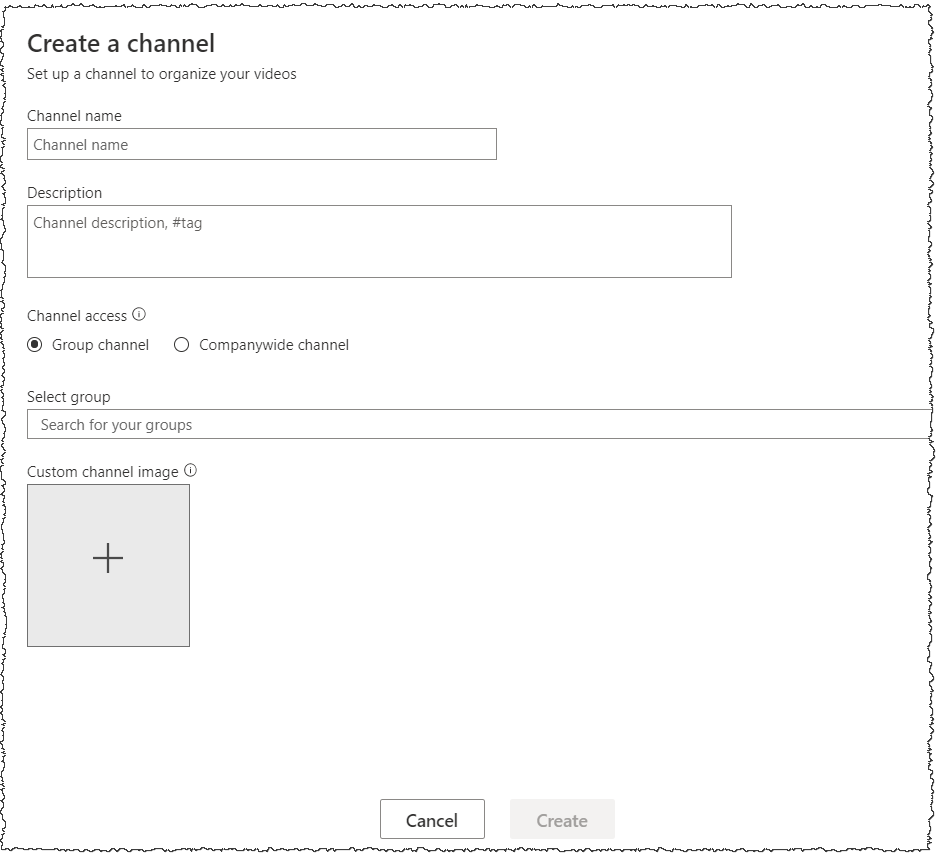 Create a channel
Set up a channel to organize your videos
Channel name
Channel name
Description
Channel description, #tag
Channel access
Group channel Companywide channel
Select group
Search for your groups
Custom channel image
Cancel Create